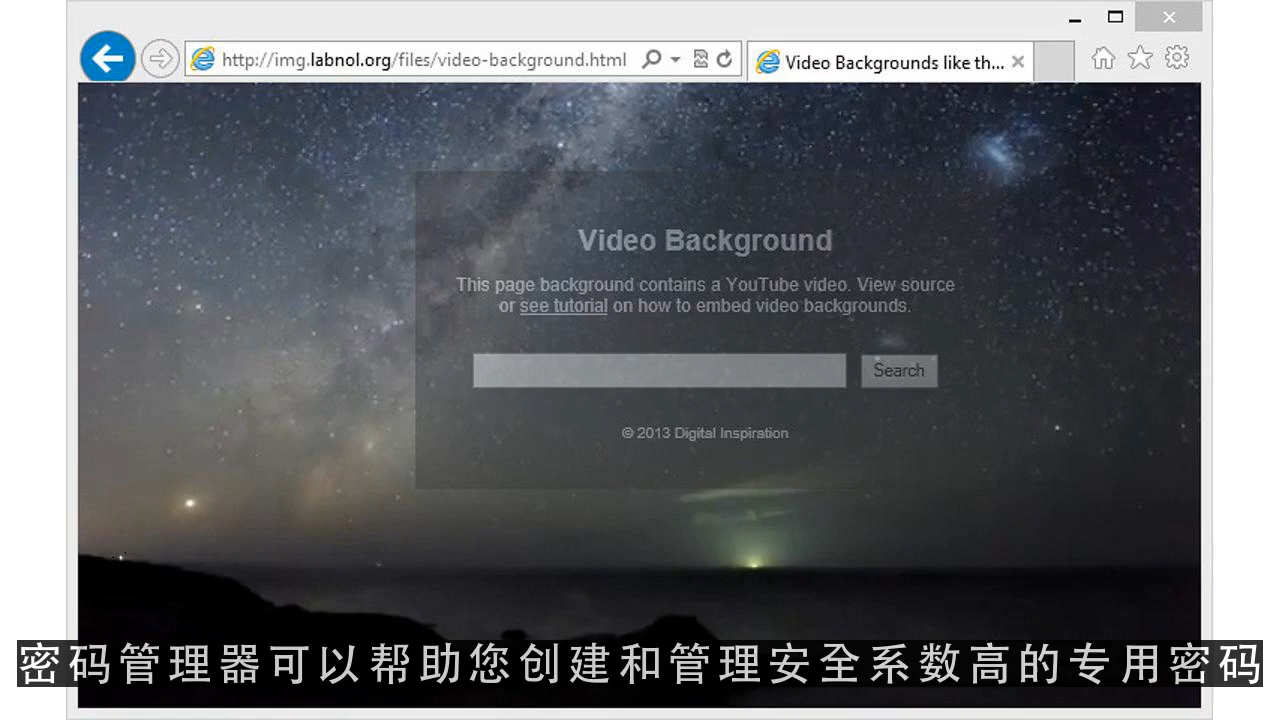 http://img.labnol.org/files/video-background.html
Video Backgrounds like th...
Video Background
This page background contains a YouTube video. View source
or see tutorial on how to embed video backgrounds.
Search
© 2013 Digital Inspiration
密码管理器可以帮助您创建和管理安全系数高的专用密码